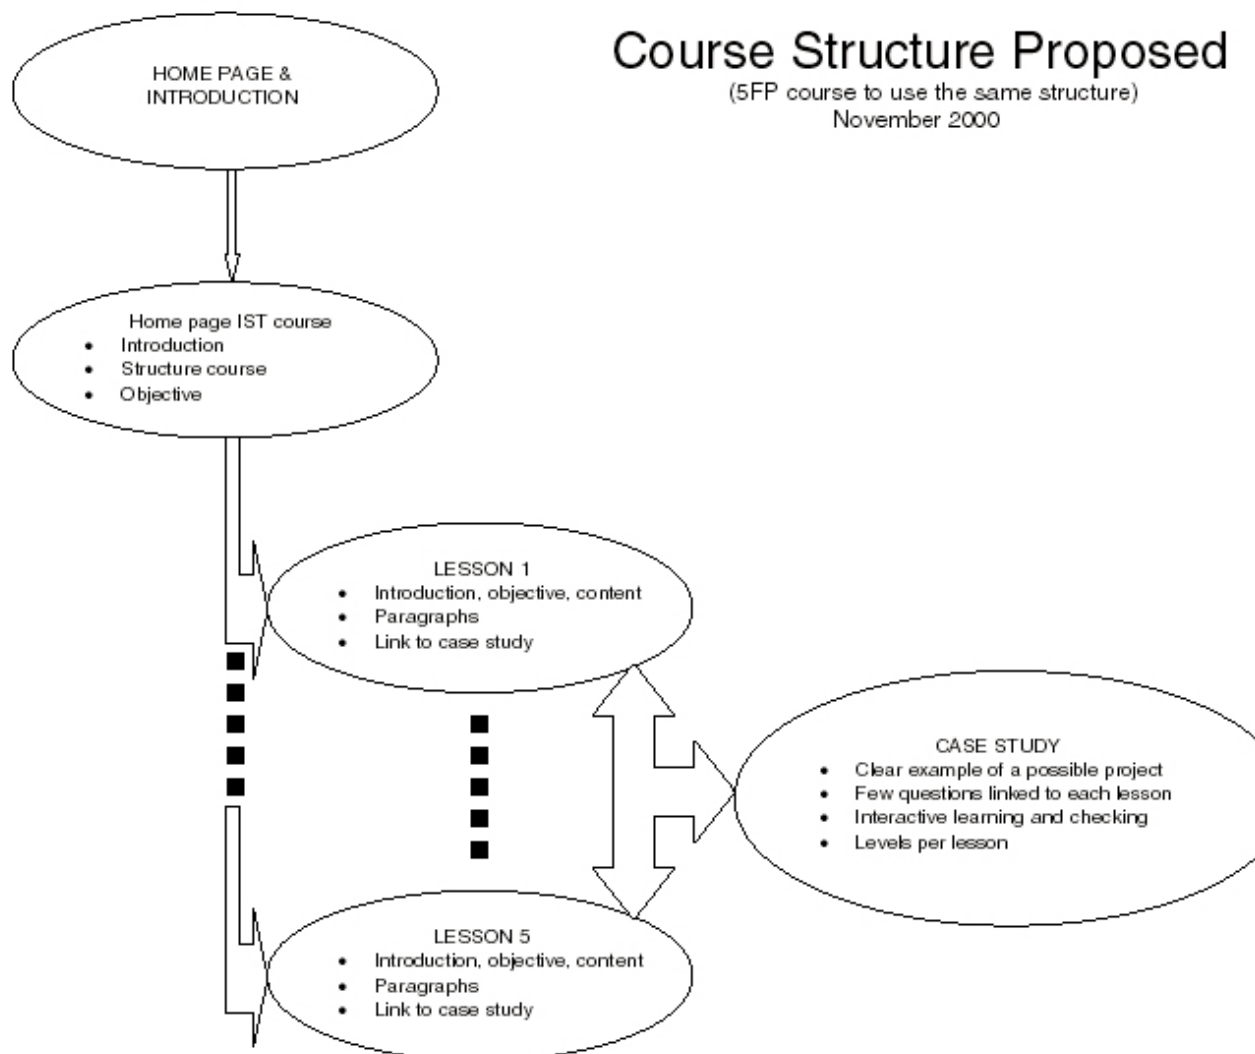 Course Structure Proposed
(5FP course to use the same structure)
November 2000
HOME PAGE &
INTRODUCTION
Home page IST course
• Introduction
• Structure course
• Objective
LESSON 1
• Introduction, objective, content
• Paragraphs
• Link to case study
CASE STUDY
• Clear example of a possible project
• Few questions linked to each lesson
• Interactive learning and checking
• Levels per lesson
LESSON 5
• Introduction, objective, content
• Paragraphs
• Link to case study